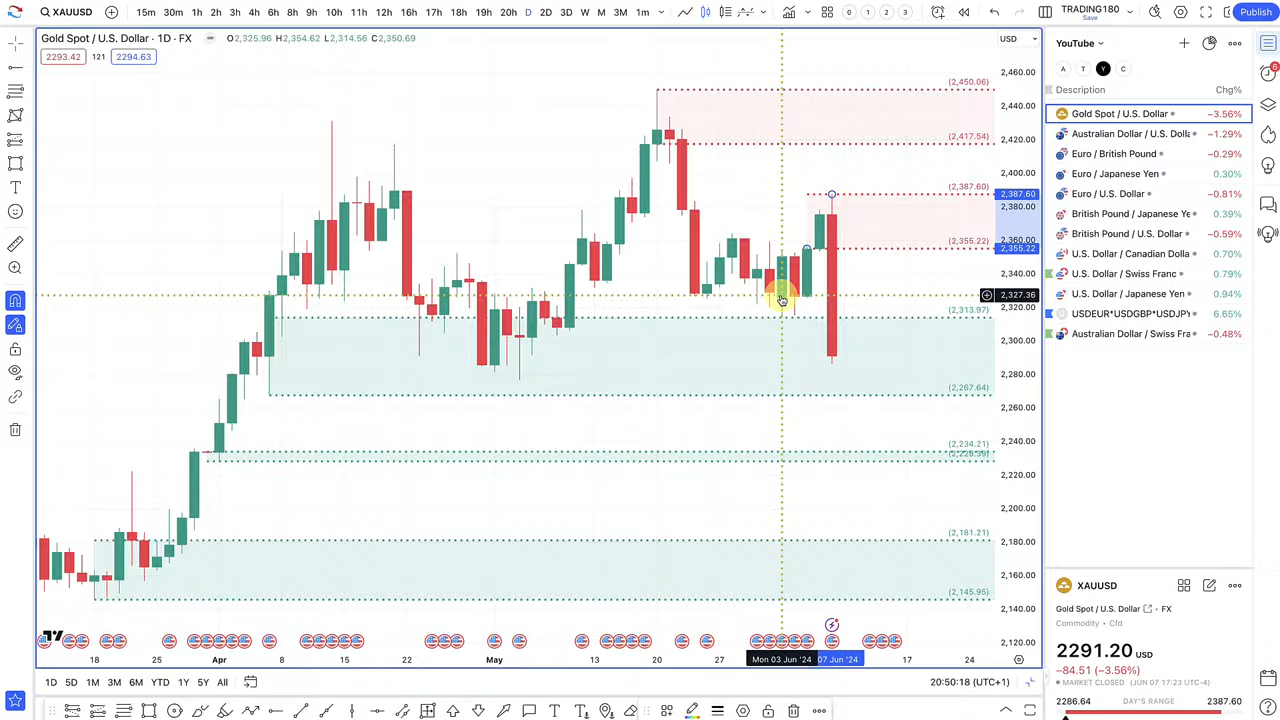 XAUUSD 15m 30m 1h 2h 3h 4h 5h 6h 8h 9h 10h 11h 12h 16h 17h 18h 19h 20h D 2D 3D W M 3M 1m TRADING180 Save Publish
Gold Spot / U.S. Dollar · 1D · FX O2,325.96 H2,354.62 L2,314.56 C2,350.69 USD
2293.42 121 2294.63
2,460.00
(2,450.06)
2,440.00
2,420.00
(2,417.54)
2,400.00
(2,387.60) 2,387.60
2,380.00
2,360.00
(2,355.22) 2,355.22
2,340.00
2,327.36
2,320.00
(2,313.97)
2,300.00
2,280.00
(2,267.64)
2,260.00
(2,234.21)
2,240.00
(2,228.39)
2,220.00
2,200.00
(2,181.21)
2,180.00
2,160.00
(2,145.95)
2,140.00
2,120.00
18 25 Apr 8 15 22 May 13 20 27 Mon 03 Jun '24 07 Jun '24 17 24
1D 5D 1M 3M 6M YTD 1Y 5Y All 20:50:18 (UTC+1)
YouTube
A T Y C
Description Chg%
Gold Spot / U.S. Dollar −3.56%
Australian Dollar / U.S. Dolla −1.29%
Euro / British Pound −0.29%
Euro / Japanese Yen 0.30%
Euro / U.S. Dollar −0.81%
British Pound / Japanese Ye 0.39%
British Pound / U.S. Dollar −0.59%
U.S. Dollar / Canadian Dolla 0.70%
U.S. Dollar / Swiss Franc 0.79%
U.S. Dollar / Japanese Yen 0.94%
USDEUR*USDGBP*USDJPY 6.65%
Australian Dollar / Swiss Fra −0.48%
XAUUSD
Gold Spot / U.S. Dollar · FX
Commodity · Cfd
2291.20 USD
−84.51 (−3.56%)
MARKET CLOSED (JUN 07 17:23 UTC-4)
2286.64 DAY'S RANGE 2387.60